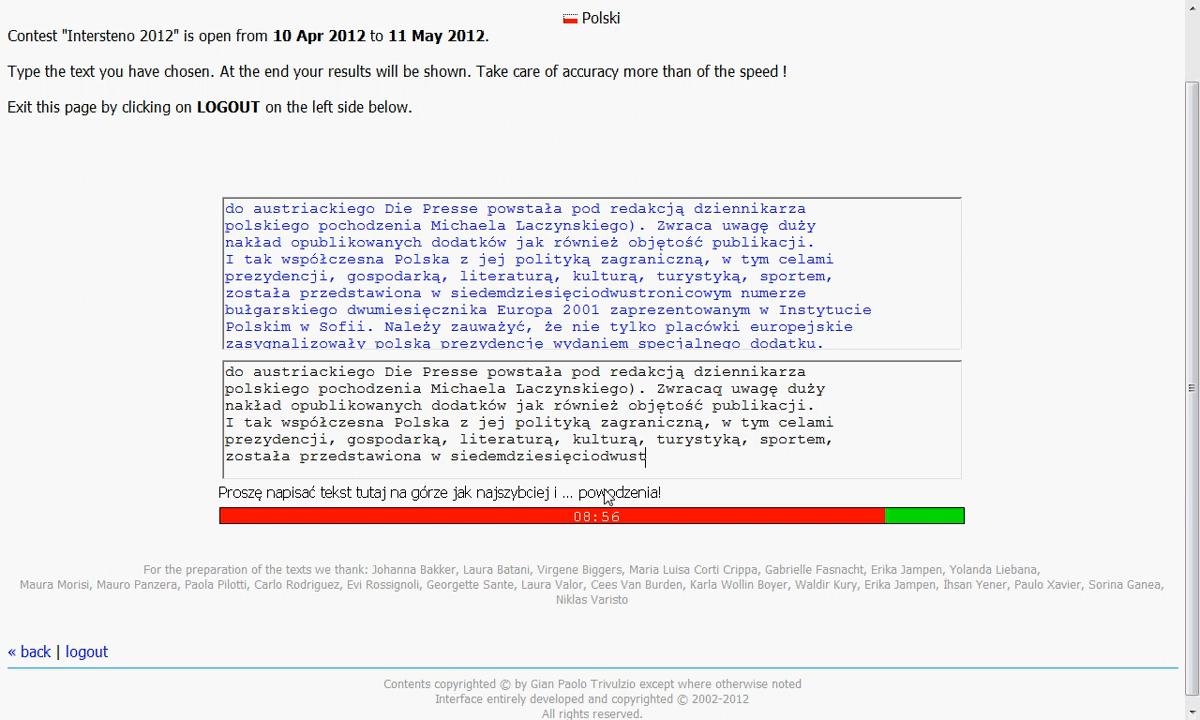 Polski
Contest "Intersteno 2012" is open from 10 Apr 2012 to 11 May 2012.
Type the text you have chosen. At the end your results will be shown. Take care of accuracy more than of the speed !
Exit this page by clicking on LOGOUT on the left side below.
do austriackiego Die Presse powstała pod redakcją dziennikarza
polskiego pochodzenia Michaela Laczynskiego). Zwraca uwagę duży
nakład opublikowanych dodatków jak również objętość publikacji.
I tak współczesna Polska z jej polityką zagraniczną, w tym celami
prezydencji, gospodarką, literaturą, kulturą, turystyką, sportem,
została przedstawiona w siedemdziesięciodwustronicowym numerze
bułgarskiego dwumiesięcznika Europa 2001 zaprezentowanym w Instytucie
Polskim w Sofii. Należy zauważyć, że nie tylko placówki europejskie
zasygnalizowały polską prezydencję wydaniem specjalnego dodatku.
do austriackiego Die Presse powstała pod redakcją dziennikarza
polskiego pochodzenia Michaela Laczynskiego). Zwracaq uwagę duży
nakład opublikowanych dodatków jak również objętość publikacji.
I tak współczesna Polska z jej polityką zagraniczną, w tym celami
prezydencji, gospodarką, literaturą, kulturą, turystyką, sportem,
została przedstawiona w siedemdziesięciodwust
Proszę napisać tekst tutaj na górze jak najszybciej i ... powodzenia!
08:56
For the preparation of the texts we thank: Johanna Bakker, Laura Batani, Virgene Biggers, Maria Luisa Corti Crippa, Gabrielle Fasnacht, Erika Jampen, Yolanda Liebana,
Maura Morisi, Mauro Panzera, Paola Pilotti, Carlo Rodriguez, Evi Rossignoli, Georgette Sante, Laura Valor, Cees Van Burden, Karla Wollin Boyer, Waldir Kury, Erika Jampen, İhsan Yener, Paulo Xavier, Sorina Ganea,
Niklas Varisto
« back | logout
Contents copyrighted © by Gian Paolo Trivulzio except where otherwise noted
Interface entirely developed and copyrighted © 2002-2012
All rights reserved.